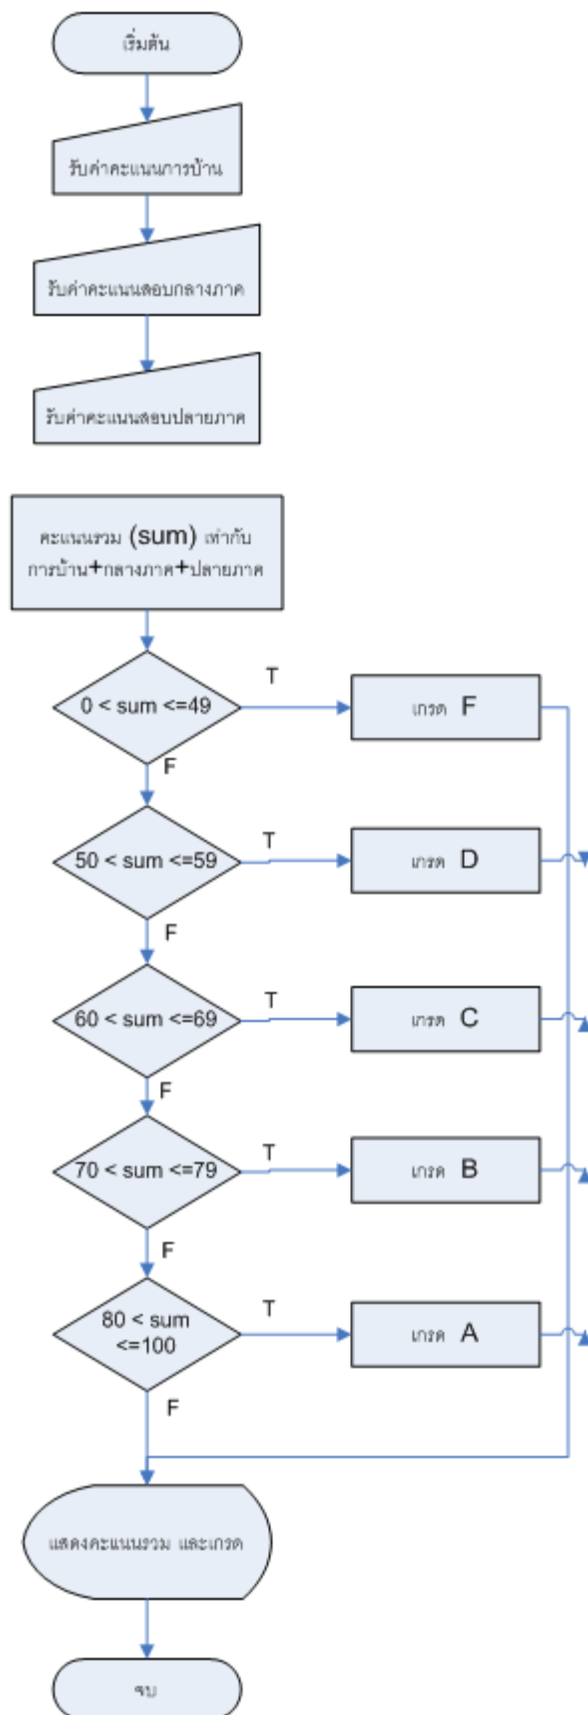 เริ่มต้น
รับค่าคะแนนการบ้าน
รับค่าคะแนนสอบกลางภาค
รับค่าคะแนนสอบปลายภาค
คะแนนรวม (sum) เท่ากับ
การบ้าน+กลางภาค+ปลายภาค
0 < sum <=49
T
เกรด F
F
50 < sum <=59
T
เกรด D
F
60 < sum <=69
T
เกรด C
F
70 < sum <=79
T
เกรด B
F
80 < sum
<=100
T
เกรด A
F
แสดงคะแนนรวม และเกรด
จบ